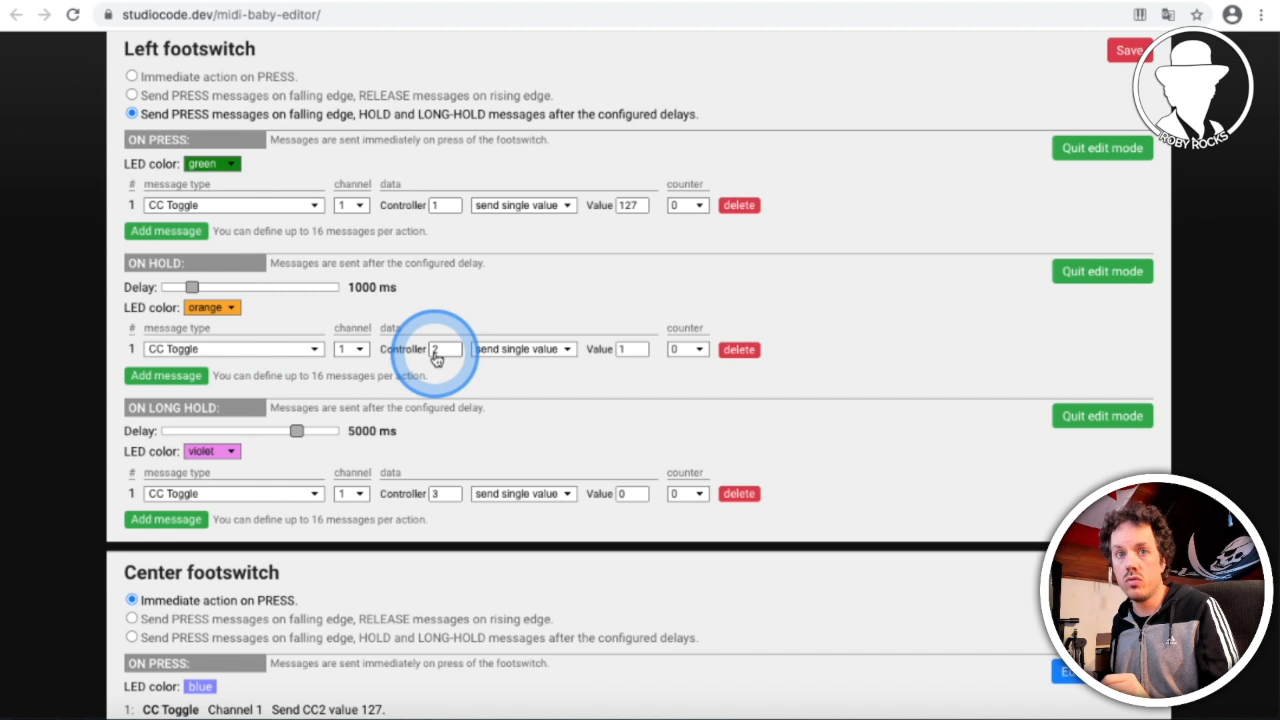 studiocode.dev/midi-baby-editor/
Left footswitch
Save
Immediate action on PRESS.
Send PRESS messages on falling edge, RELEASE messages on rising edge.
Send PRESS messages on falling edge, HOLD and LONG-HOLD messages after the configured delays.
ROBY ROCKS
ON PRESS: Messages are sent immediately on press of the footswitch.
Quit edit mode
LED color: green
# message type channel data counter
1 CC Toggle 1 Controller 1 send single value Value 127 0 delete
Add message You can define up to 16 messages per action.
ON HOLD: Messages are sent after the configured delay.
Quit edit mode
Delay: 1000 ms
LED color: orange
# message type channel data counter
1 CC Toggle 1 Controller 2 send single value Value 1 0 delete
Add message You can define up to 16 messages per action.
ON LONG HOLD: Messages are sent after the configured delay.
Quit edit mode
Delay: 5000 ms
LED color: violet
# message type channel data counter
1 CC Toggle 1 Controller 3 send single value Value 0 0 delete
Add message You can define up to 16 messages per action.
Center footswitch
Immediate action on PRESS.
Send PRESS messages on falling edge, RELEASE messages on rising edge.
Send PRESS messages on falling edge, HOLD and LONG-HOLD messages after the configured delays.
ON PRESS: Messages are sent immediately on press of the footswitch.
LED color: blue
1: CC Toggle Channel 1 Send CC2 value 127.